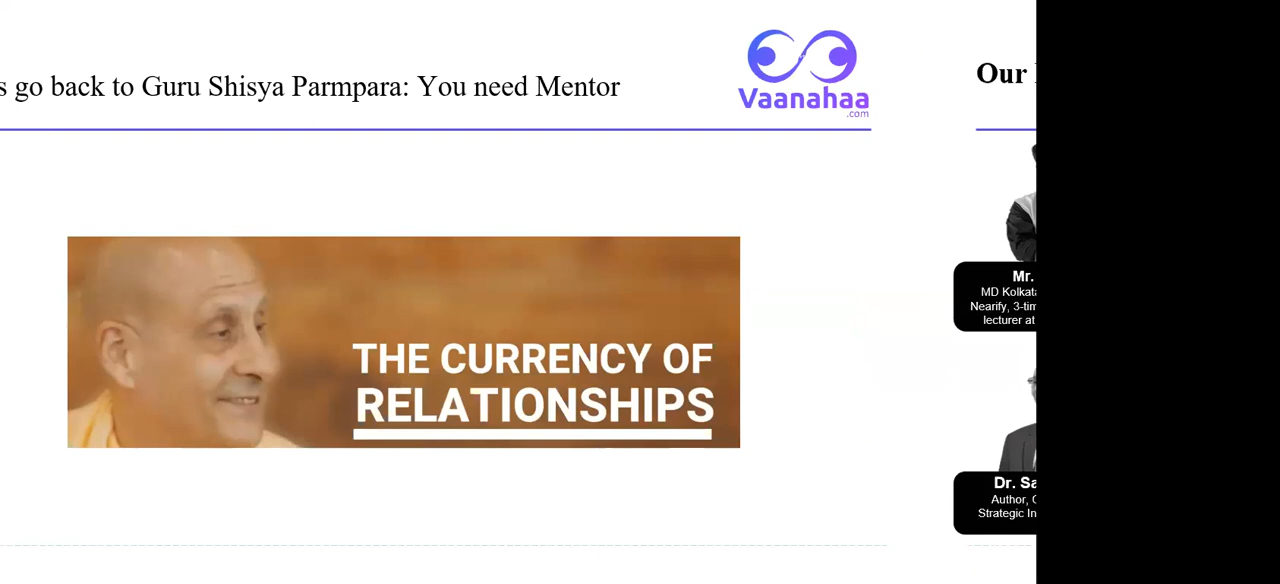 s go back to Guru Shisya Parmpara: You need Mentor
Vaanahaa
.com
Our
THE CURRENCY OF
RELATIONSHIPS
Mr.
MD Kolkata
Nearify, 3-tim
lecturer at
Dr. Sa
Author,
Strategic In